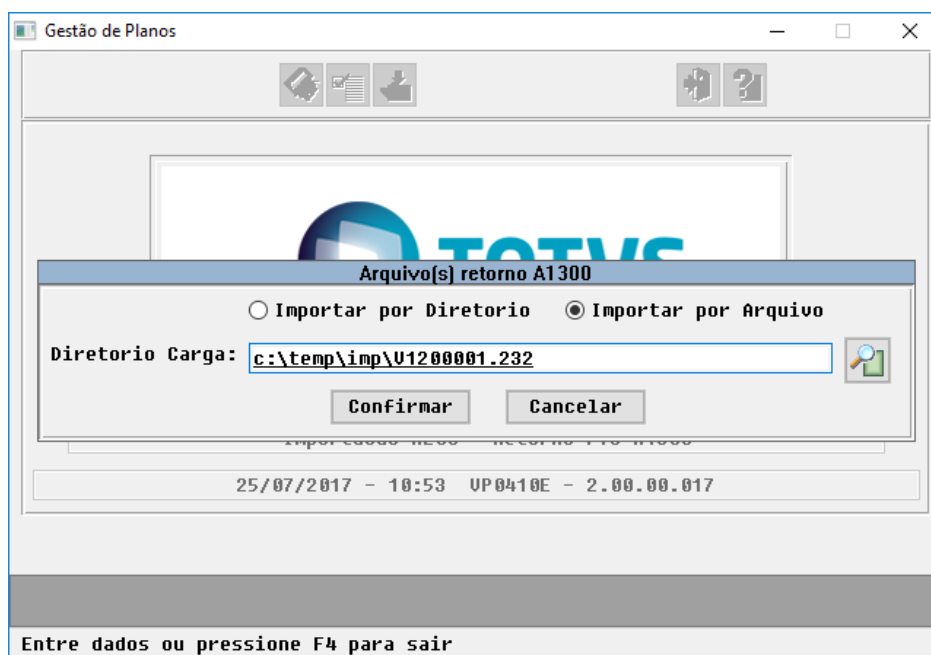 Gestão de Planos
TOTVS
Arquivo(s) retorno A1300
Importar por Diretorio Importar por Arquivo
Diretorio Carga: c:\temp\imp\V1200001.232
Confirmar Cancelar
25/07/2017 - 10:53 VP0410E - 2.00.00.017
Entre dados ou pressione F4 para sair